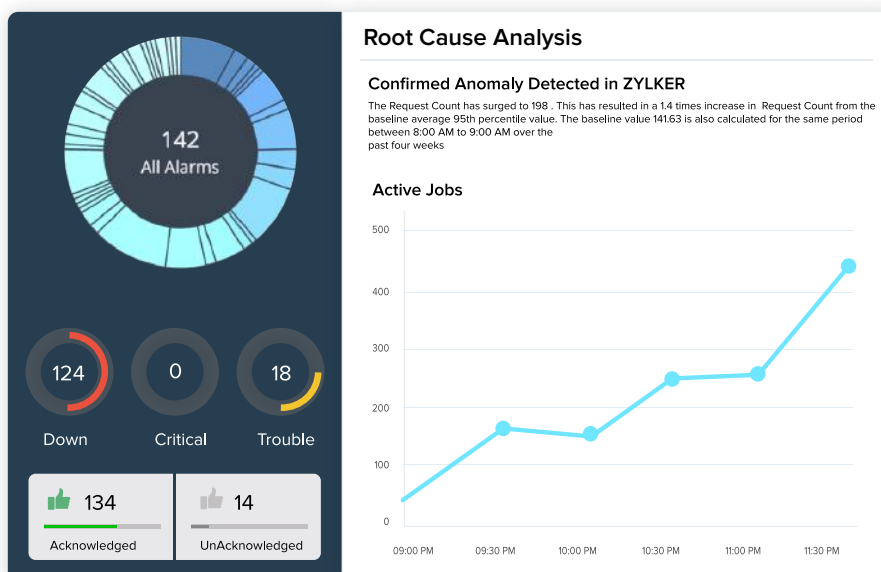 142
All Alarms
124
0
18
Down
Critical
Trouble
134
14
Acknowledged
UnAcknowledged
Root Cause Analysis
Confirmed Anomaly Detected in ZYLKER
The Request Count has surged to 198 . This has resulted in a 1.4 times increase in Request Count from the
baseline average 95th percentile value. The baseline value 141.63 is also calculated for the same period
between 8:00 AM to 9:00 AM over the
past four weeks
Active Jobs
500
400
300
200
100
0
09:00 PM
09:30 PM
10:00 PM
10:30 PM
11:00 PM
11:30 PM